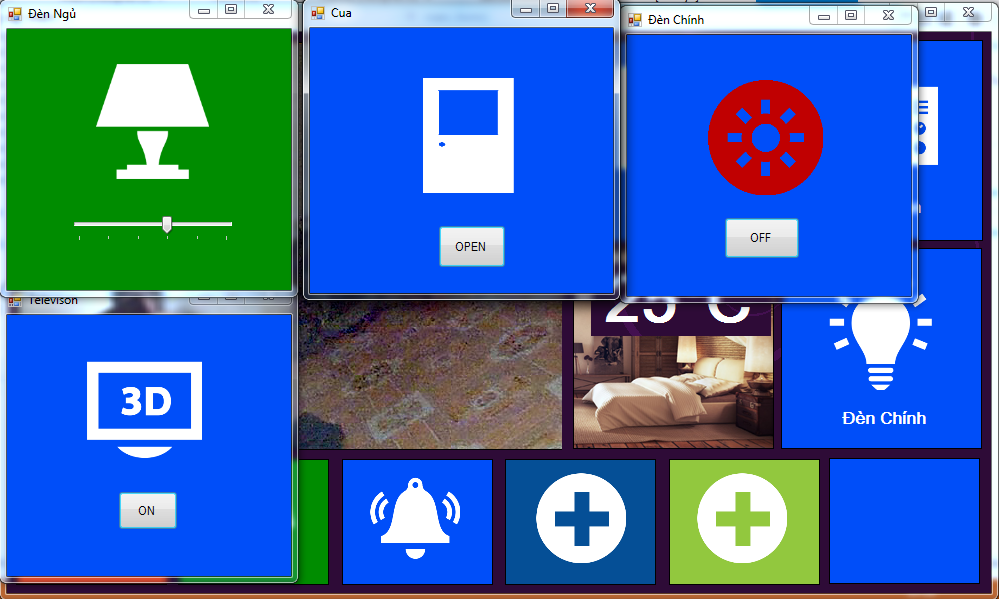 Đèn Ngủ
Cua
Đèn Chính
OPEN
OFF
Televison
3D
ON
Đèn Chính